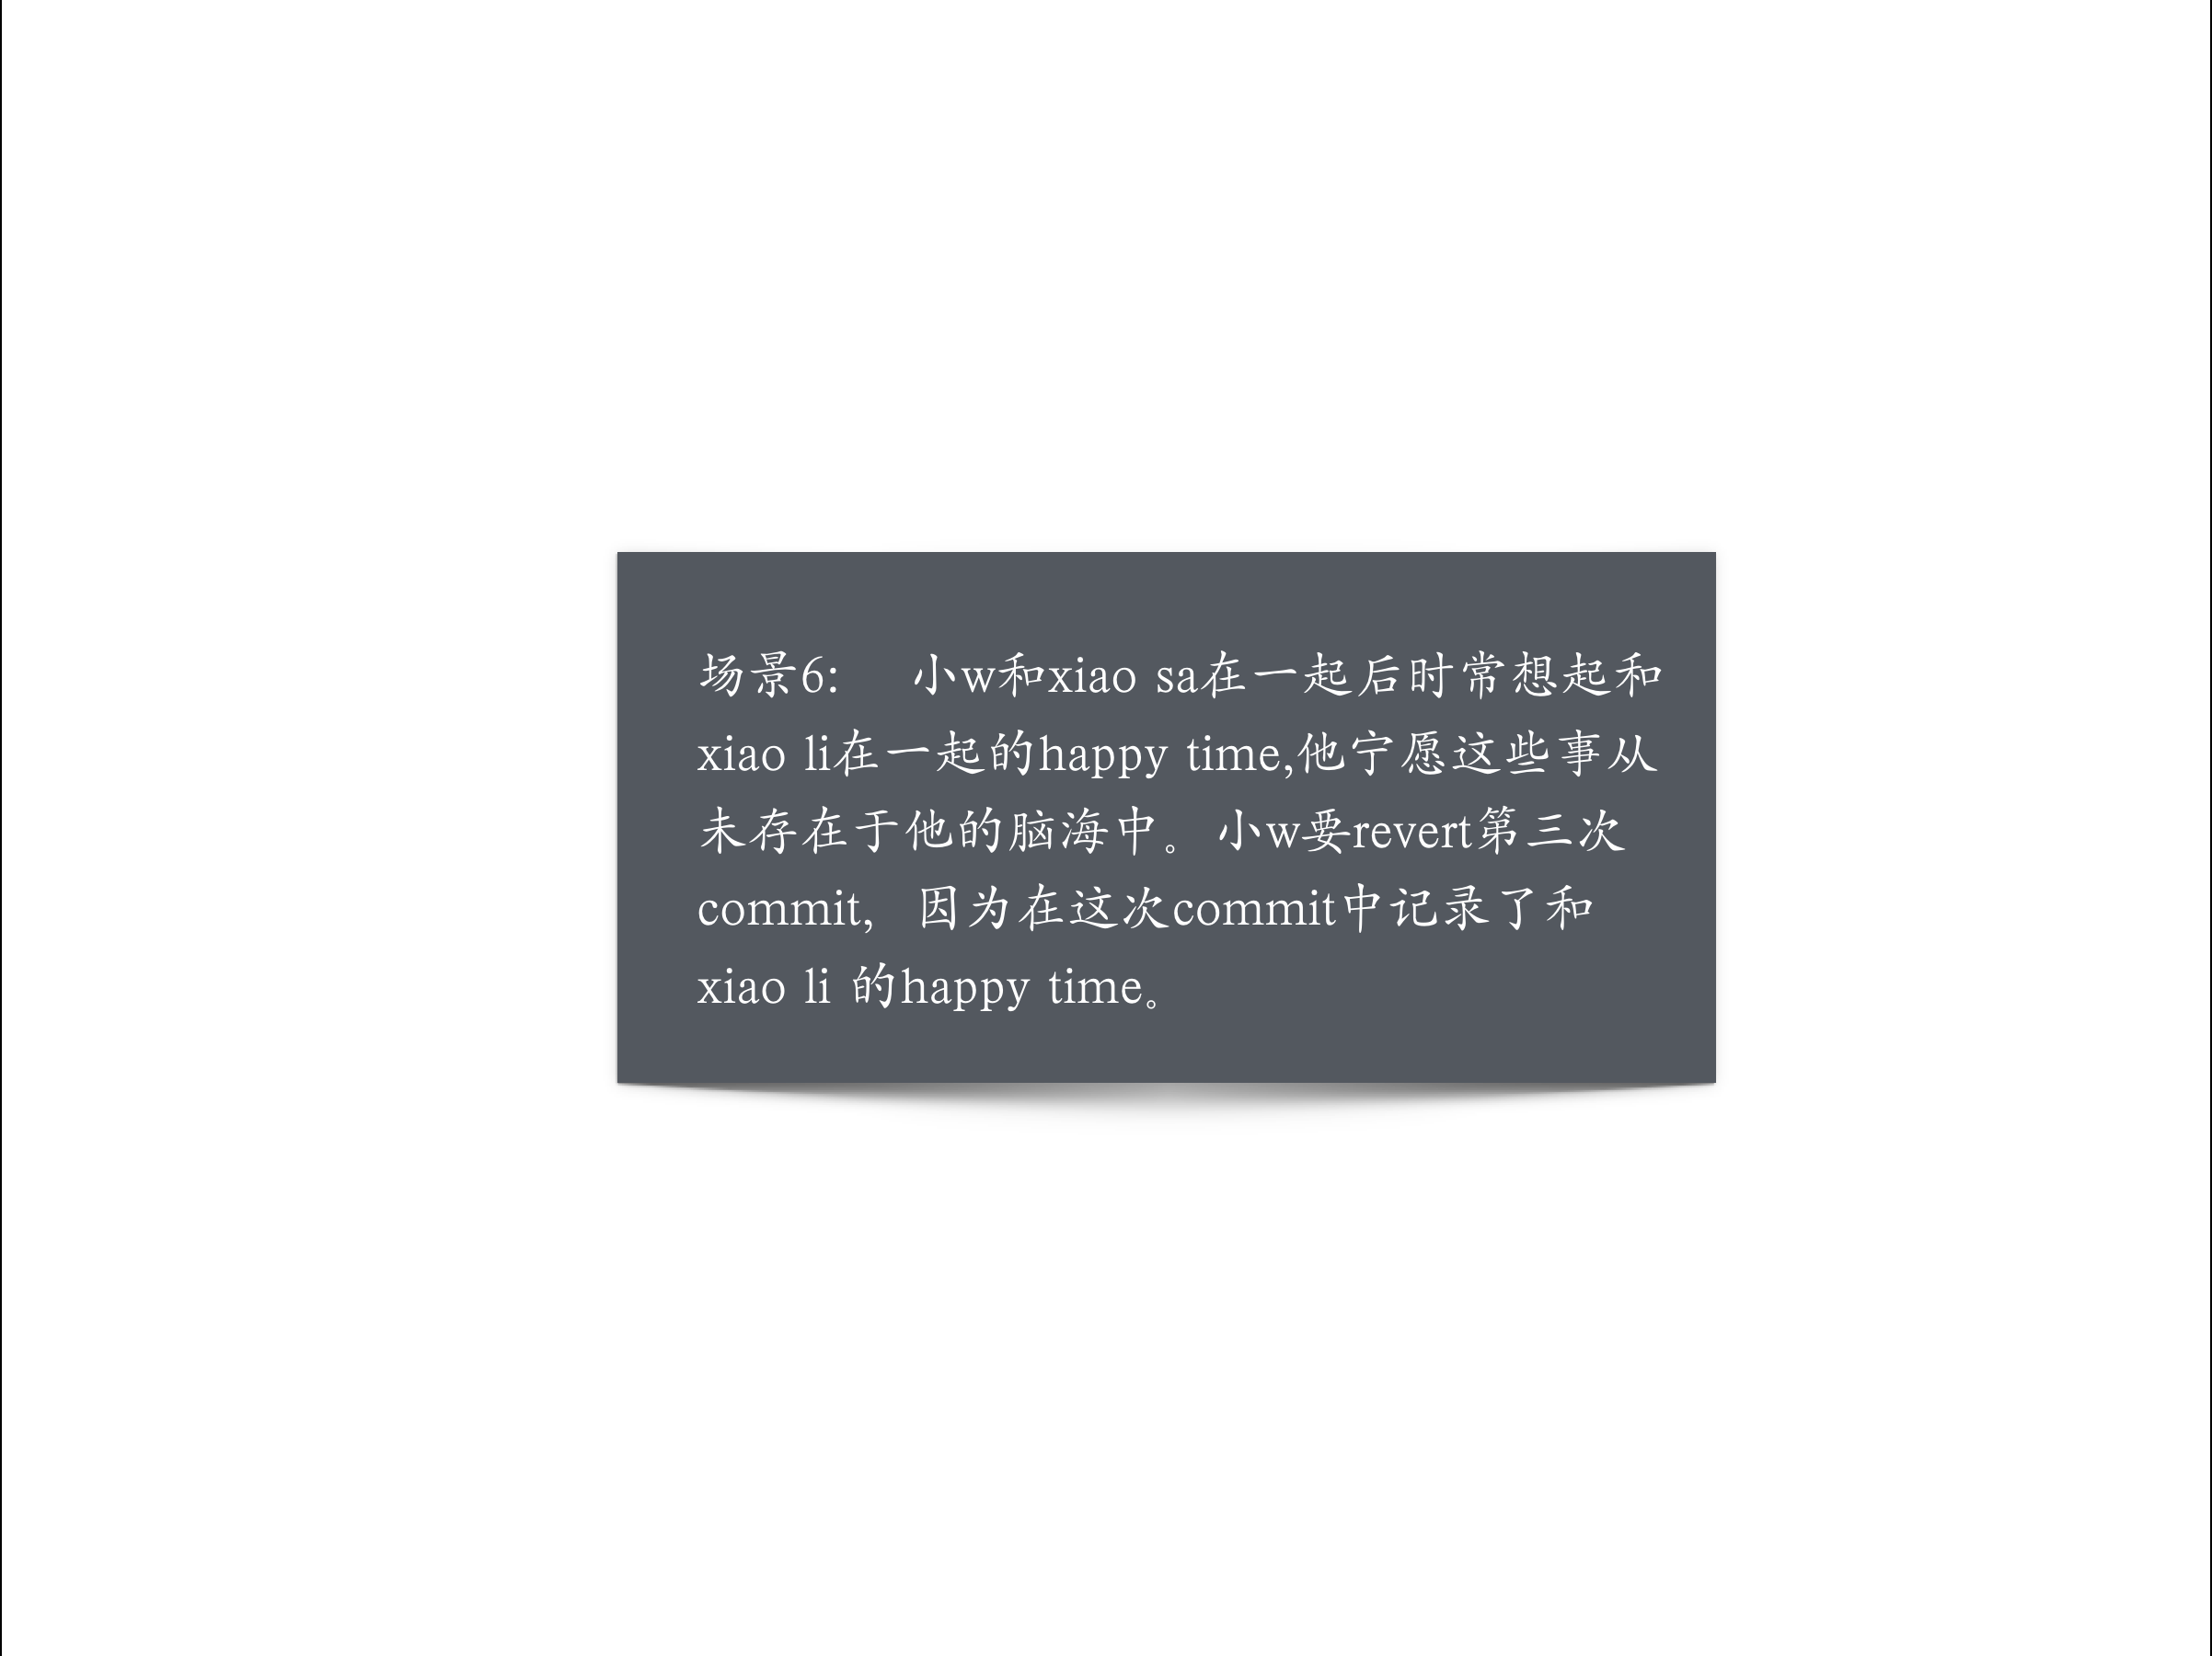 场景6:    小w和xiao sa在一起后时常想起和
xiao li在一起的happy time,他宁愿这些事从
未存在于他的脑海中。 小w要revert第三次
commit, 因为在这次commit中记录了和
xiao li 的happy time。